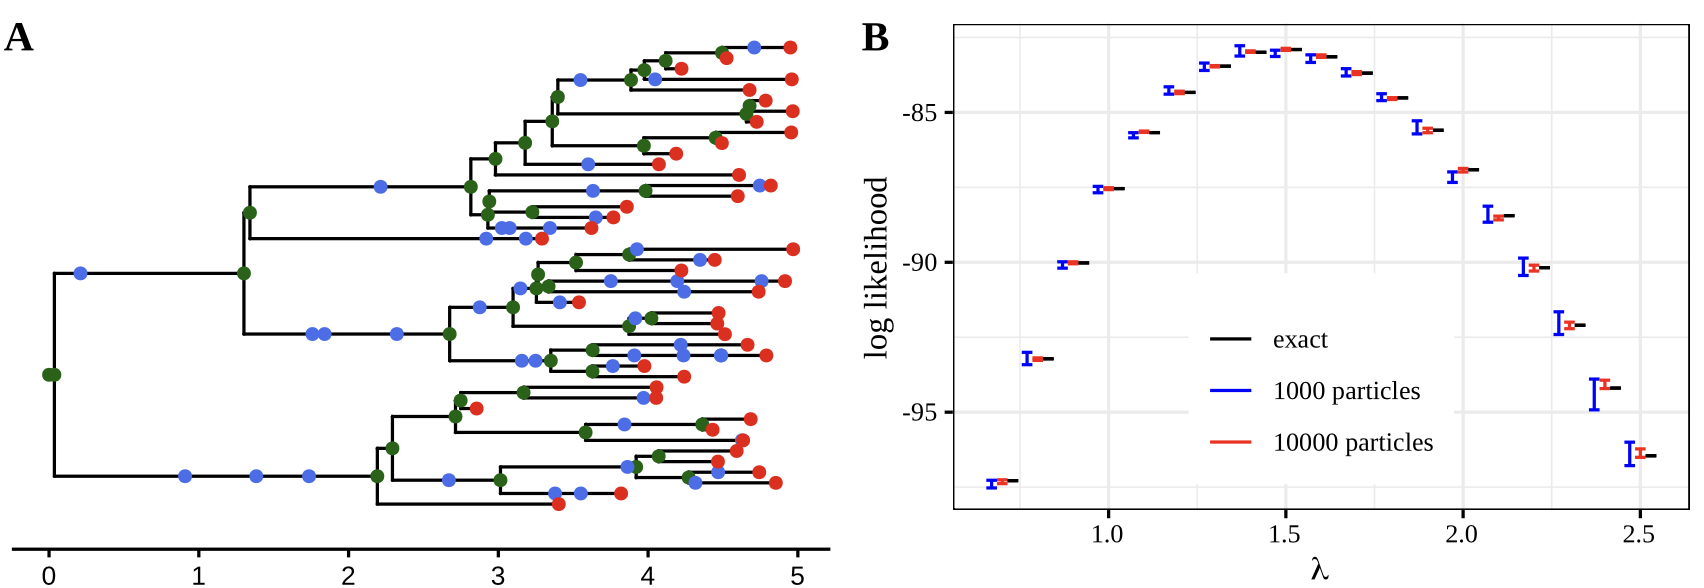 A
0 1 2 3 4 5
B
log likelihood
-85
-90
-95
exact
1000 particles
10000 particles
1.0 1.5 2.0 2.5
λ